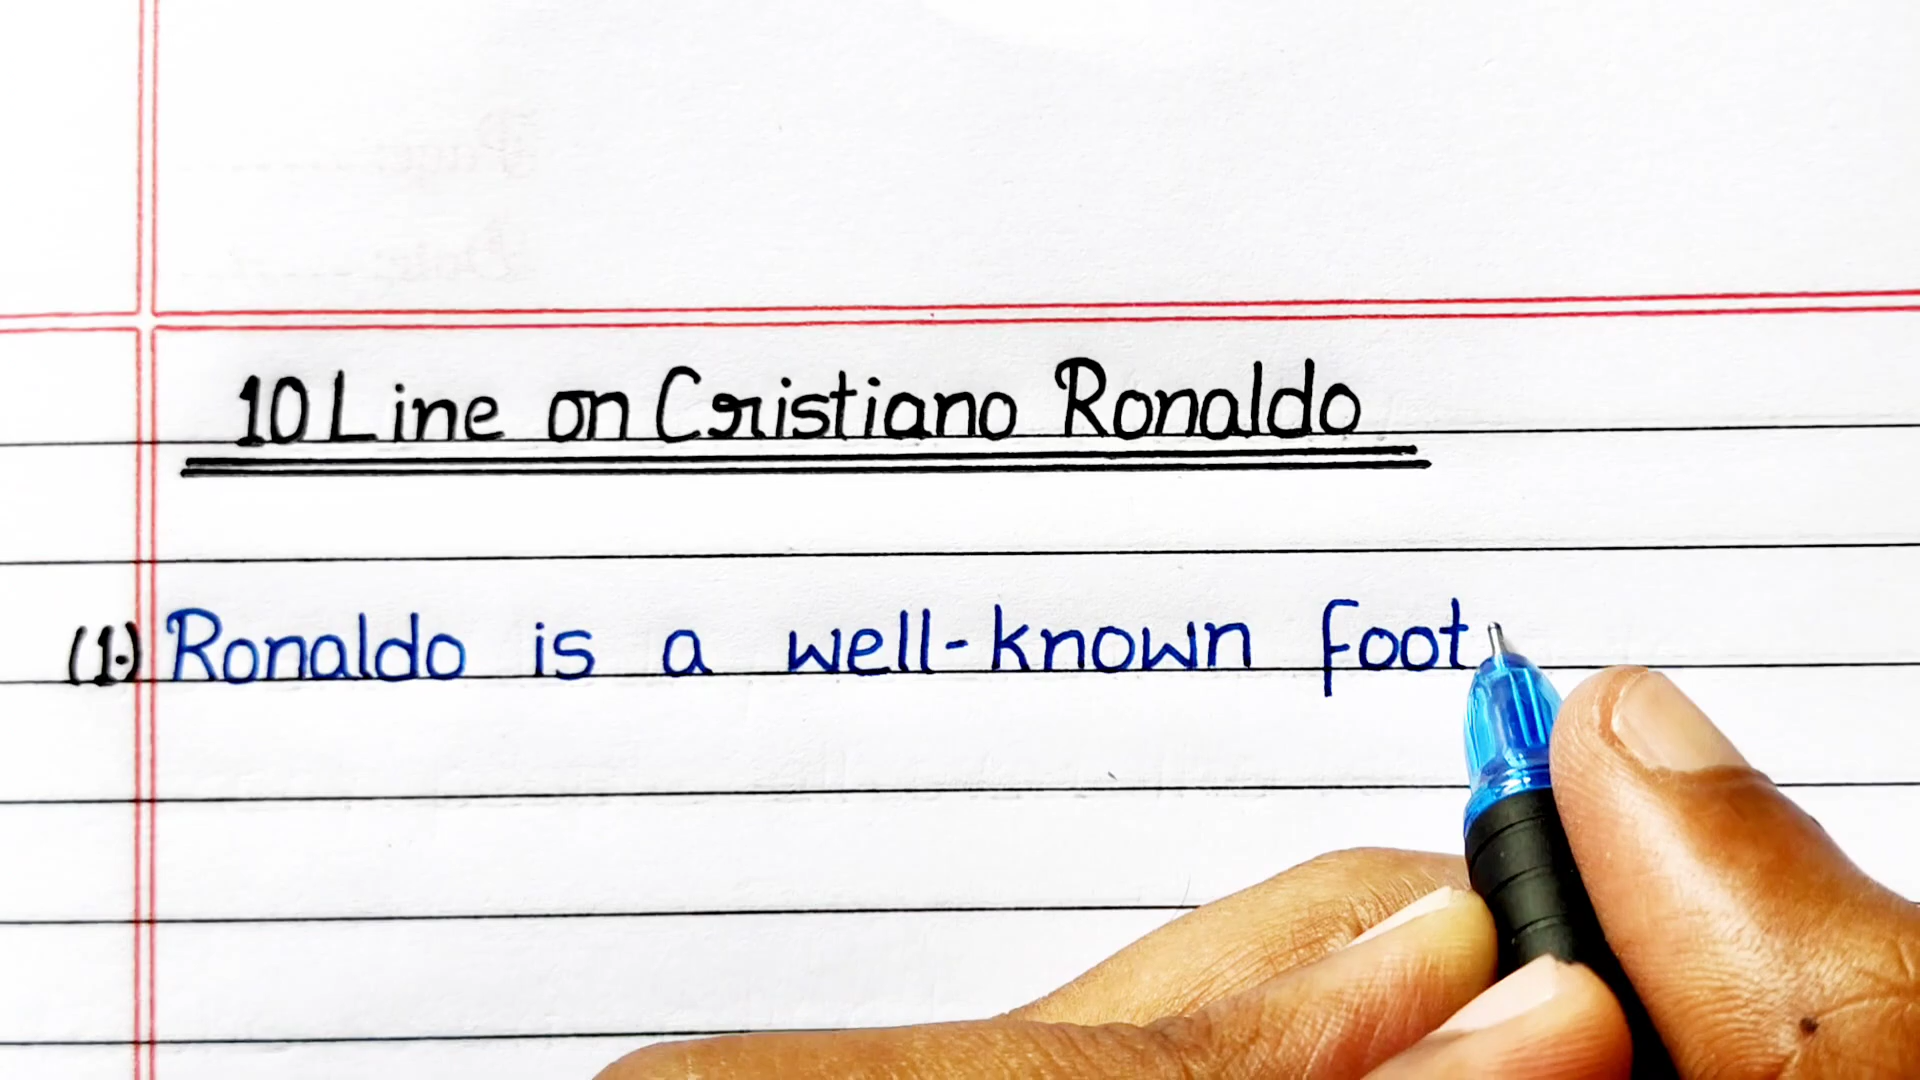 10 Line on Cristiano Ronaldo
(1.) Ronaldo is a well-known foot